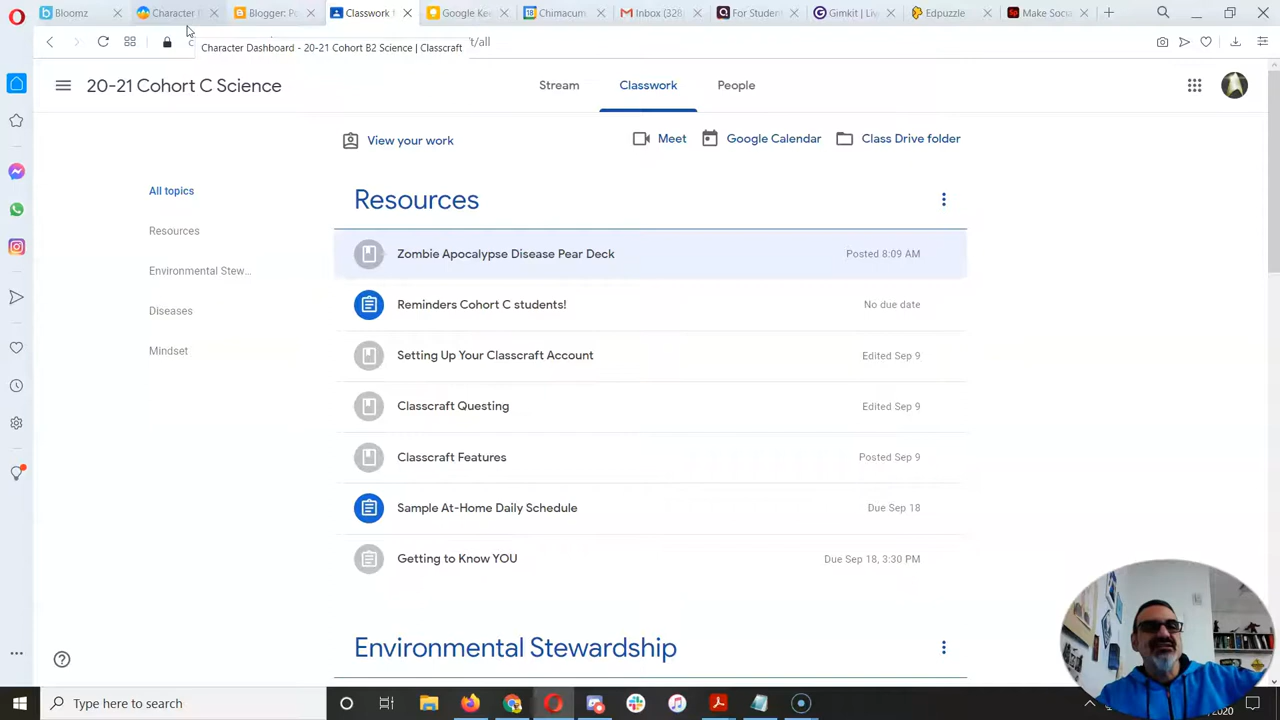 Bloomz
Character
Blogger: Po
Classwork
Google Ke
Chimacum
Inbox (328
For Studen
Gimkit | Liv
Edpuzzle
Make Soci
Character Dashboard - 20-21 Cohort B2 Science | Classcraft
t/all
20-21 Cohort C Science
Stream
Classwork
People
View your work
Meet
Google Calendar
Class Drive folder
All topics
Resources
Environmental Stew...
Diseases
Mindset
Resources
Zombie Apocalypse Disease Pear Deck
Posted 8:09 AM
Reminders Cohort C students!
No due date
Setting Up Your Classcraft Account
Edited Sep 9
Classcraft Questing
Edited Sep 9
Classcraft Features
Posted Sep 9
Sample At-Home Daily Schedule
Due Sep 18
Getting to Know YOU
Due Sep 18, 3:30 PM
Environmental Stewardship
Type here to search
/2020